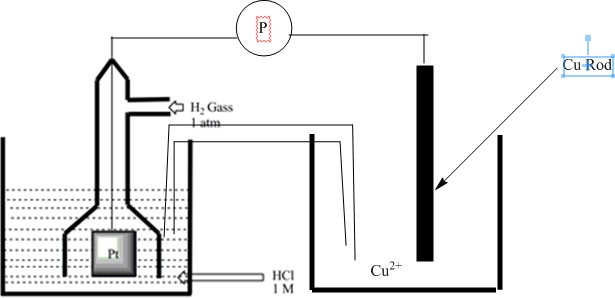 P
Cu Rod
H₂ Gass
1 atm
Pt
Cu²⁺
HCl
1 M